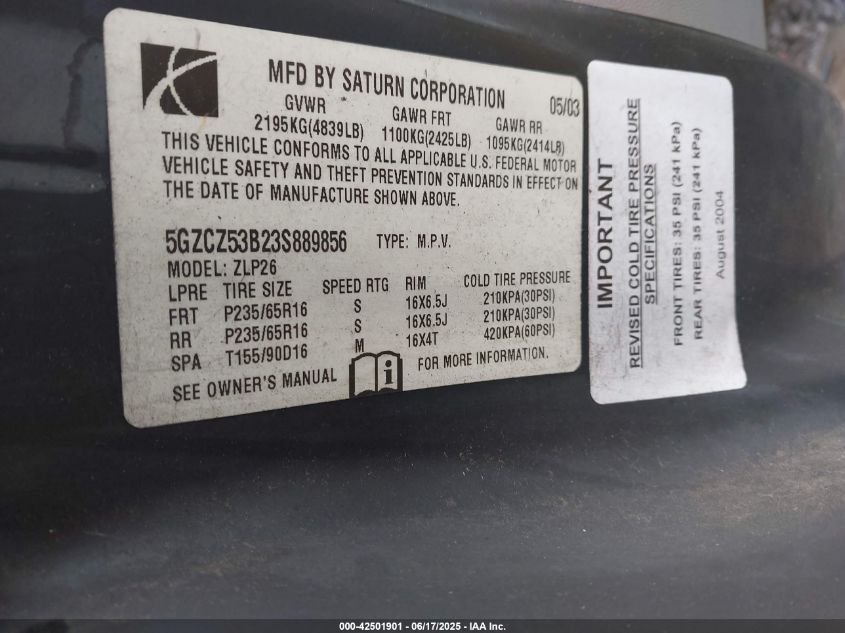 MFD BY SATURN CORPORATION 05/03
GVWR GAWR FRT GAWR RR
2195KG(4839LB) 1100KG(2425LB) 1095KG(2414LB)
THIS VEHICLE CONFORMS TO ALL APPLICABLE U.S. FEDERAL MOTOR
VEHICLE SAFETY AND THEFT PREVENTION STANDARDS IN EFFECT ON
THE DATE OF MANUFACTURE SHOWN ABOVE.
5GZCZ53B23S889856 TYPE: M.P.V.
MODEL: ZLP26
LPRE TIRE SIZE SPEED RTG RIM COLD TIRE PRESSURE
FRT P235/65R16 S 16X6.5J 210KPA(30PSI)
RR P235/65R16 S 16X6.5J 210KPA(30PSI)
SPA T155/90D16 M 16X4T 420KPA(60PSI)
SEE OWNER'S MANUAL FOR MORE INFORMATION.
IMPORTANT
REVISED COLD TIRE PRESSURE
SPECIFICATIONS
FRONT TIRES: 35 PSI (241 kPa)
REAR TIRES: 35 PSI (241 kPa)
August 2004
000-42501901 - 06/17/2025 - IAA Inc.